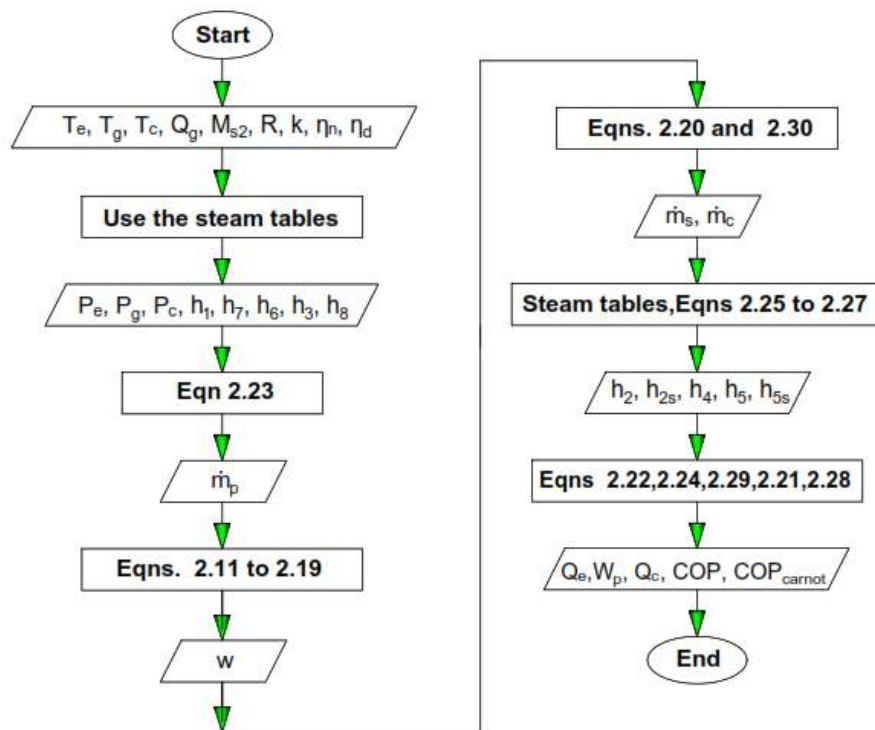 Start
Te, Tg, Tc, Qg, Ms2, R, k, ηn, ηd
Use the steam tables
Pe, Pg, Pc, h1, h7, h6, h3, h8
Eqn 2.23
ṁp
Eqns. 2.11 to 2.19
w
Eqns. 2.20 and 2.30
ṁs, ṁc
Steam tables,Eqns 2.25 to 2.27
h2, h2s, h4, h5, h5s
Eqns 2.22,2.24,2.29,2.21,2.28
Qe,Wp, Qc, COP, COPcarnot
End